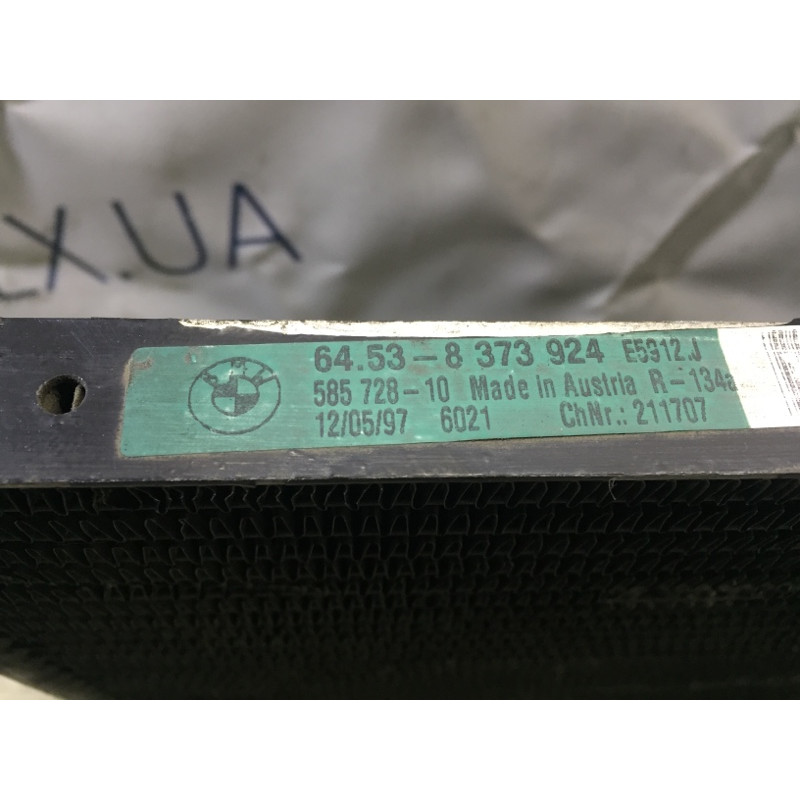 X.UA
64.53-8 373 924 E5912.J
585 728-10 Made in Austria R-134a
12/05/97 6021 ChNr.: 211707